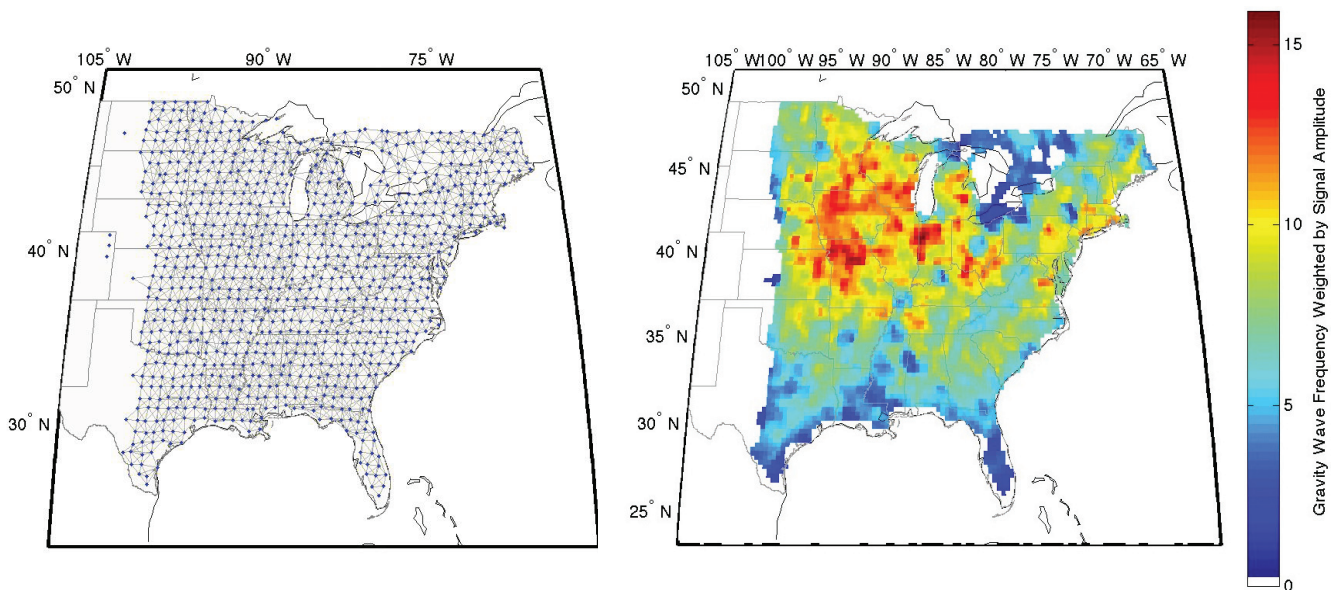 105° W
90° W
75° W
50° N
40° N
30° N
105° W
100° W
95° W
90° W
85° W
80° W
75° W
70° W
65° W
50° N
45° N
40° N
35° N
30° N
25° N
15
10
5
0
Gravity Wave Frequency Weighted by Signal Amplitude